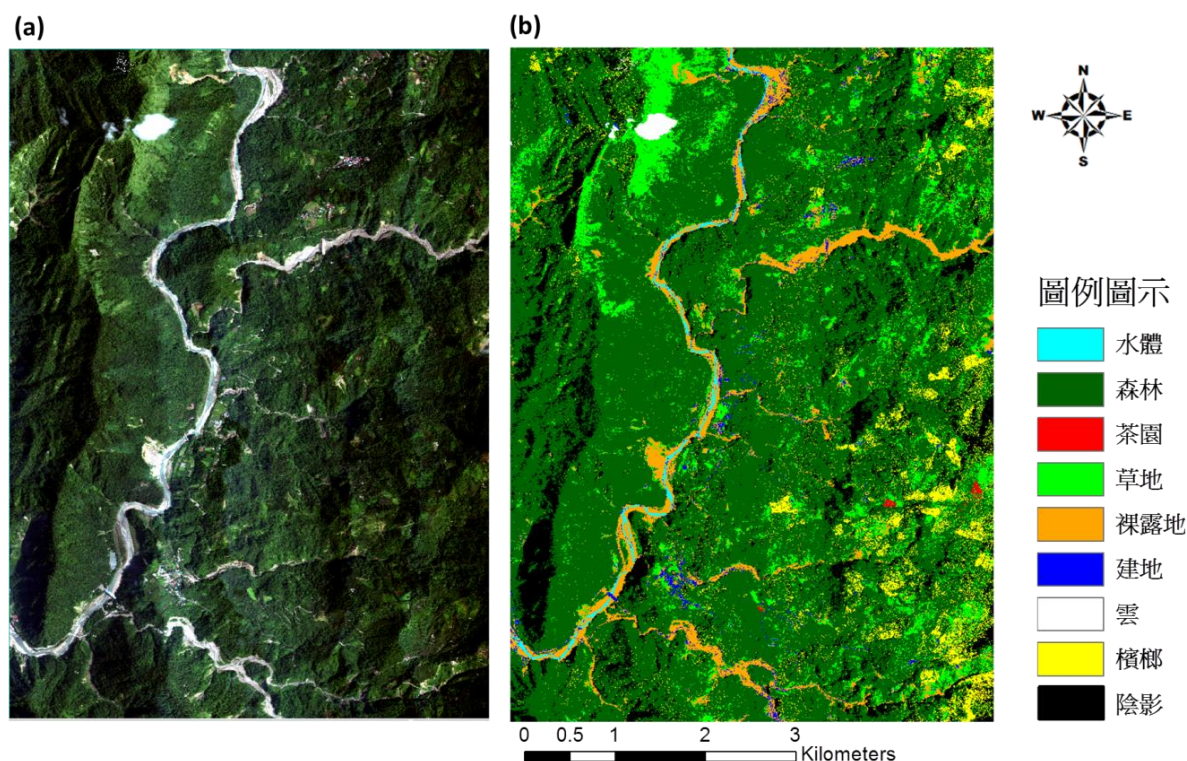 (a)
(b)
N
W E
S
圖例圖示
水體
森林
茶園
草地
裸露地
建地
雲
檳榔
陰影
0 0.5 1 2 3
Kilometers